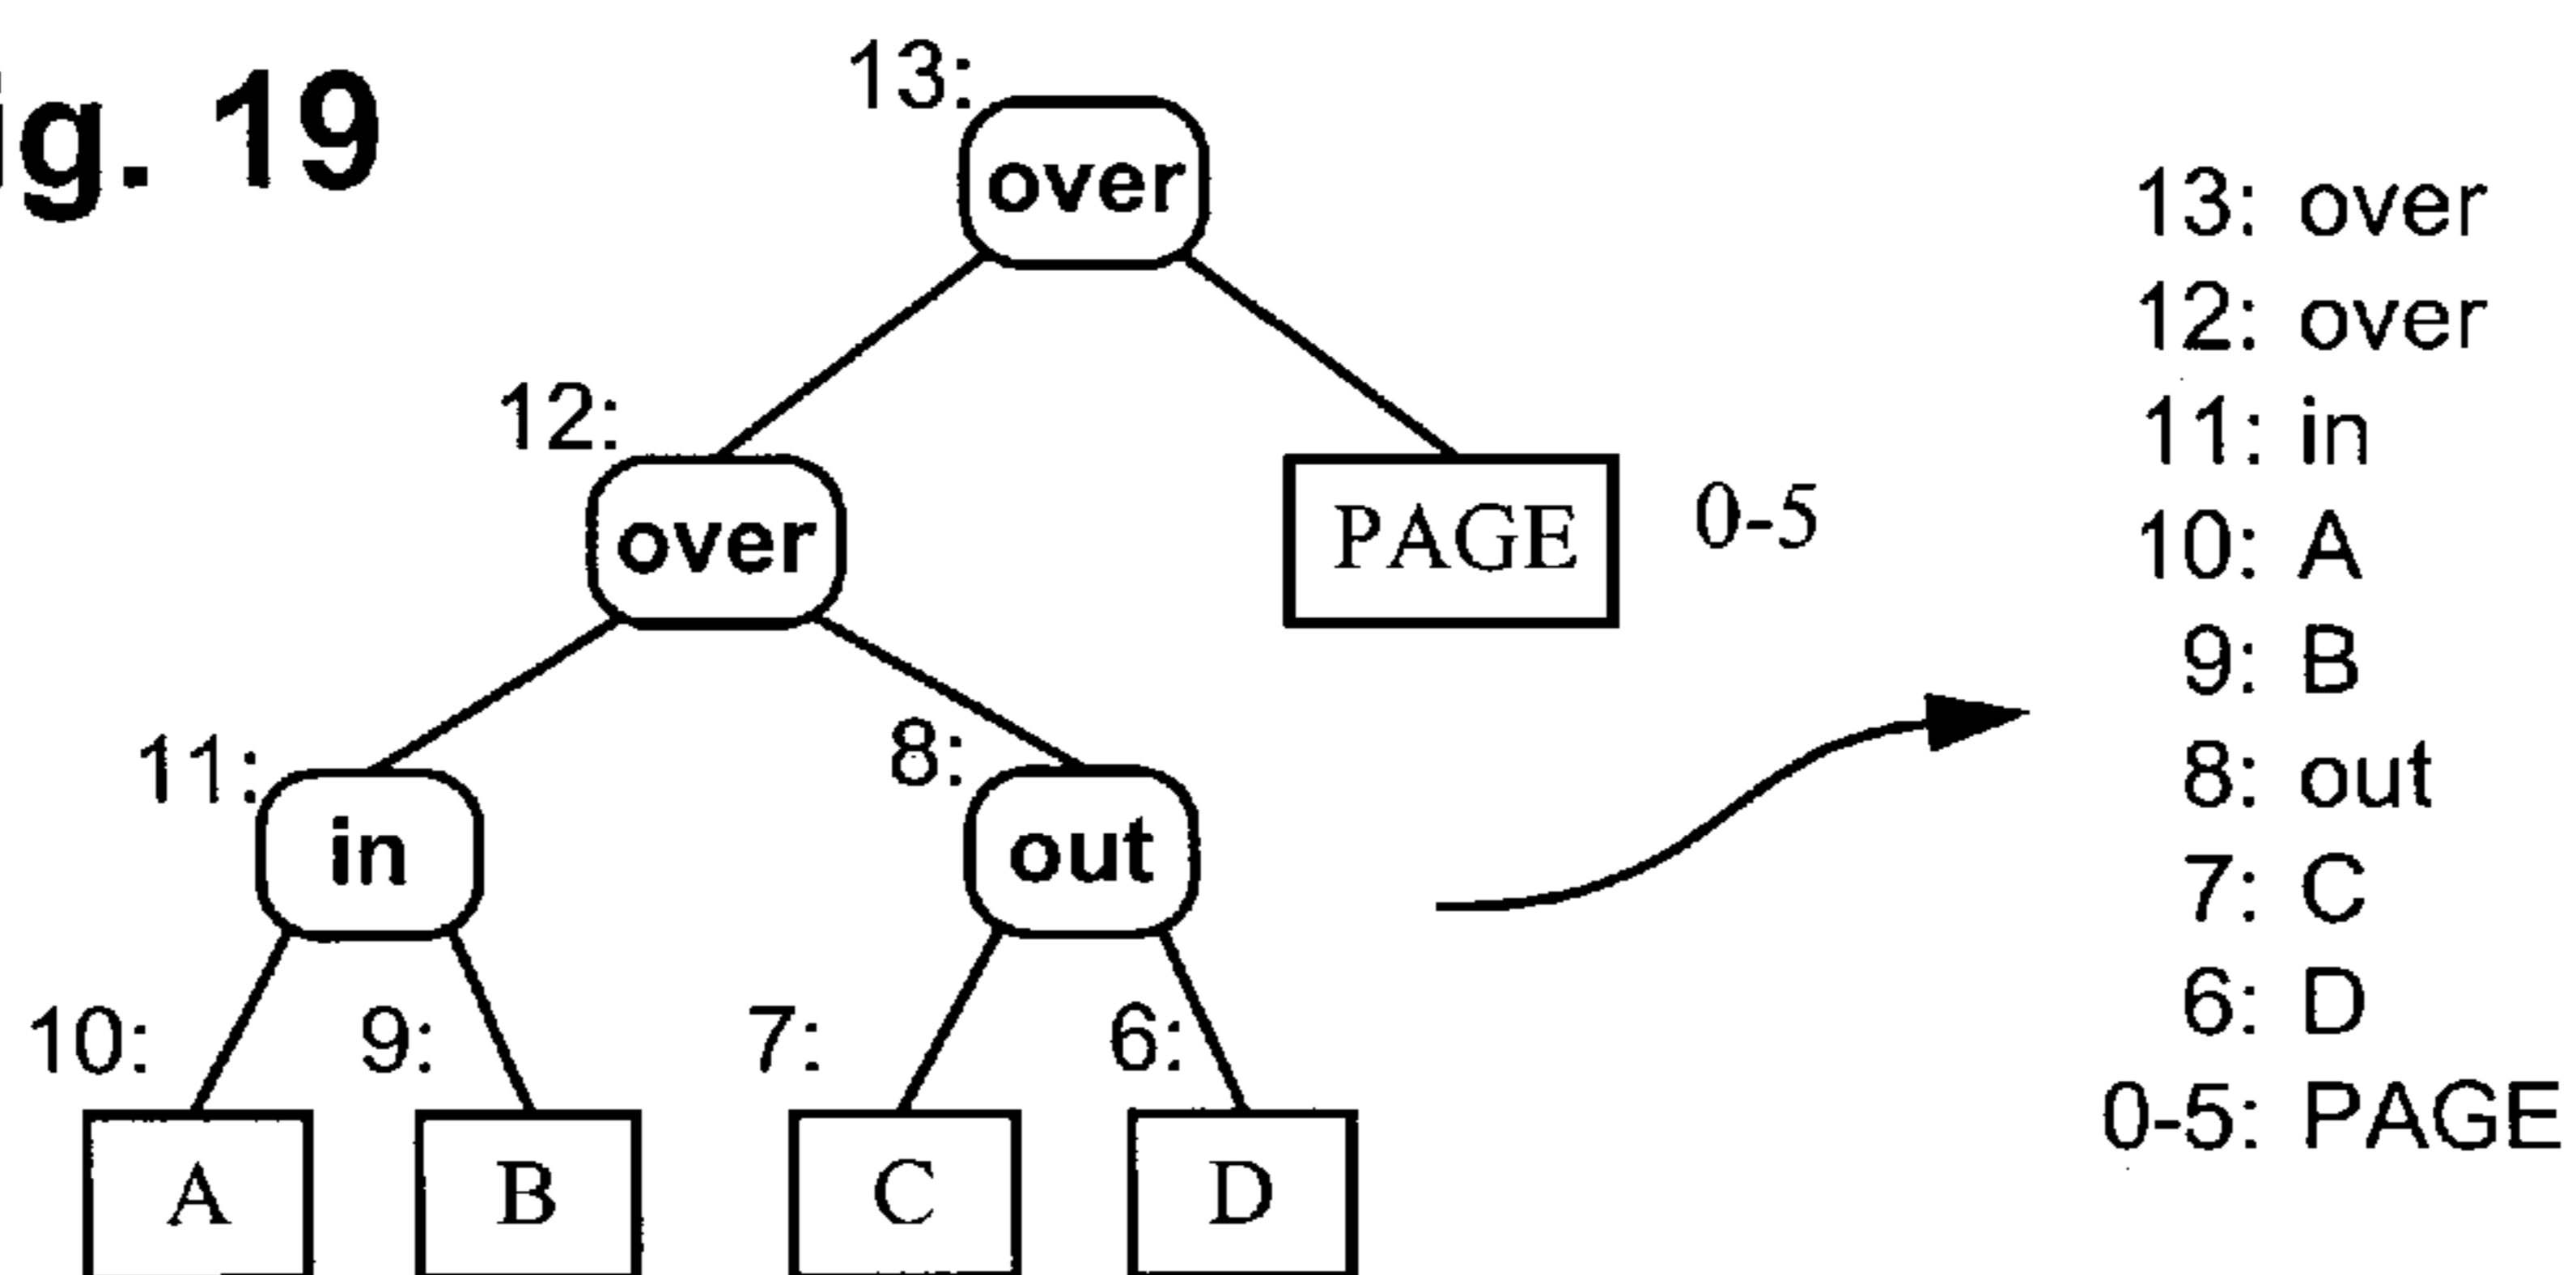 ig. 19
13:
over
12:
over
PAGE 0-5
11:
in
8:
out
10:
9:
7:
6:
A
B
C
D
13: over
12: over
11: in
10: A
9: B
8: out
7: C
6: D
0-5: PAGE